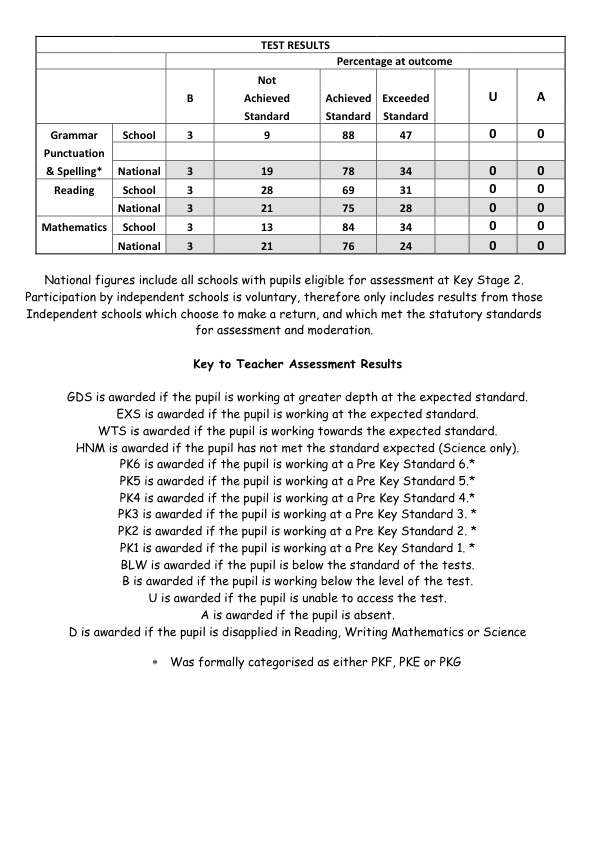 TEST RESULTS
Percentage at outcome
B Not Achieved Standard Achieved Standard Exceeded Standard U A
Grammar Punctuation & Spelling* School 3 9 88 47 0 0
National 3 19 78 34 0 0
Reading School 3 28 69 31 0 0
National 3 21 75 28 0 0
Mathematics School 3 13 84 34 0 0
National 3 21 76 24 0 0
National figures include all schools with pupils eligible for assessment at Key Stage 2.
Participation by independent schools is voluntary, therefore only includes results from those
Independent schools which choose to make a return, and which met the statutory standards
for assessment and moderation.
Key to Teacher Assessment Results
GDS is awarded if the pupil is working at greater depth at the expected standard.
EXS is awarded if the pupil is working at the expected standard.
WTS is awarded if the pupil is working towards the expected standard.
HNM is awarded if the pupil has not met the standard expected (Science only).
PK6 is awarded if the pupil is working at a Pre Key Standard 6.*
PK5 is awarded if the pupil is working at a Pre Key Standard 5.*
PK4 is awarded if the pupil is working at a Pre Key Standard 4.*
PK3 is awarded if the pupil is working at a Pre Key Standard 3. *
PK2 is awarded if the pupil is working at a Pre Key Standard 2. *
PK1 is awarded if the pupil is working at a Pre Key Standard 1. *
BLW is awarded if the pupil is below the standard of the tests.
B is awarded if the pupil is working below the level of the test.
U is awarded if the pupil is unable to access the test.
A is awarded if the pupil is absent.
D is awarded if the pupil is disapplied in Reading, Writing Mathematics or Science
* Was formally categorised as either PKF, PKE or PKG